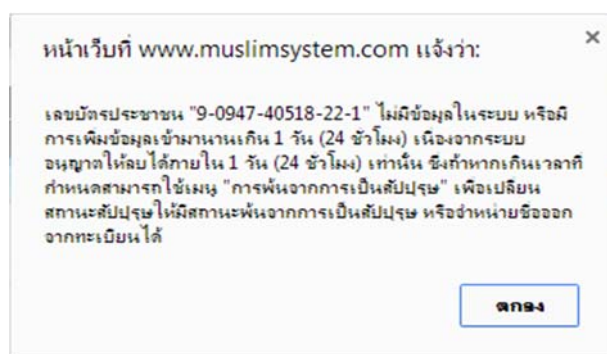 หน้าเว็บที่ www.muslimsystem.com แจ้งว่า:
เลขบัตรประชาชน "9-0947-40518-22-1" ไม่มีข้อมูลในระบบ หรือมี
การเพิ่มข้อมูลเข้ามานานเกิน 1 วัน (24 ชั่วโมง) เนื่องจากระบบ
อนุญาตให้ลบได้ภายใน 1 วัน (24 ชั่วโมง) เท่านั้น ซึ่งถ้าหากเกินเวลาที่
กำหนดสามารถใช้เมนู "การพ้นจากการเป็นสัปปุรุษ" เพื่อเปลี่ยน
สถานะสัปปุรุษให้มีสถานะพ้นจากการเป็นสัปปุรุษ หรือจำหน่ายชื่อออก
จากทะเบียนได้
ตกลง